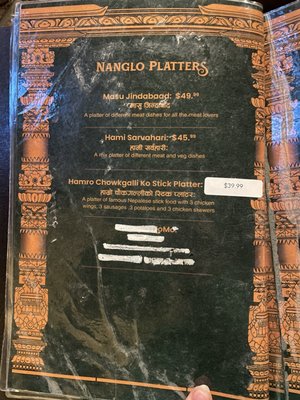 NANGLO PLATTERS
Masu Jindabaad: $49.99
मासु जिन्दावाद
A platter of different meat dishes for all the meat lovers
Hami Sarvahari: $45.99
हामी सर्वहारी:
A mix platter of different meat and veg dishes
Hamro Chowkgalli Ko Stick Platter: $39.99
हाम्रो चोकगल्लीको स्टिक प्लाटर:
A platter of famous Nepalese stick food with 3 chicken
wings, 3 sausages ,3 potatoes and 3 chicken skewers